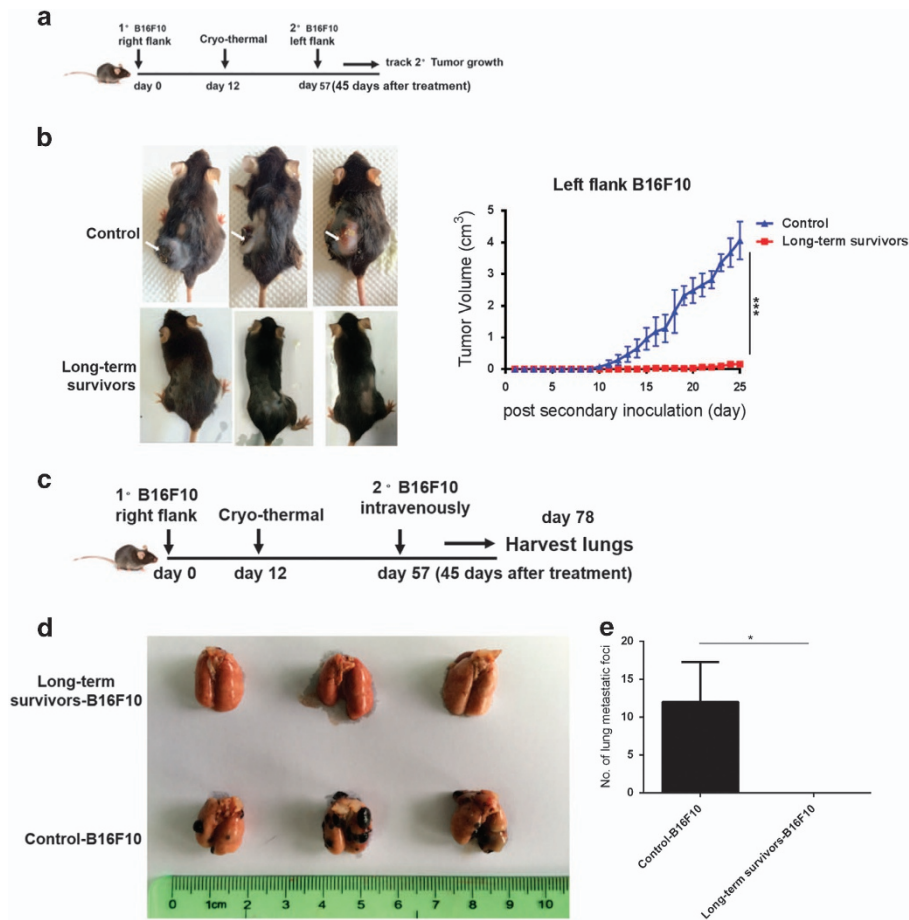 a
1° B16F10
right flank
Cryo-thermal
2° B16F10
left flank
track 2° Tumor growth
day 0
day 12
day 57 (45 days after treatment)
b
Control
Long-term
survivors
Left flank B16F10
Tumor Volume (cm³)
5
4
3
2
1
0
0 5 10 15 20 25
post secondary inoculation (day)
Control
Long-term survivors
***
c
1° B16F10
right flank
Cryo-thermal
2° B16F10
intravenously
day 78
Harvest lungs
day 0
day 12
day 57 (45 days after treatment)
d
Long-term
survivors-B16F10
Control-B16F10
0 1cm 2 3 4 5 6 7 8 9 10
e
No. of lung metastatic foci
20
15
10
5
0
*
Control-B16F10
Long-term survivors-B16F10